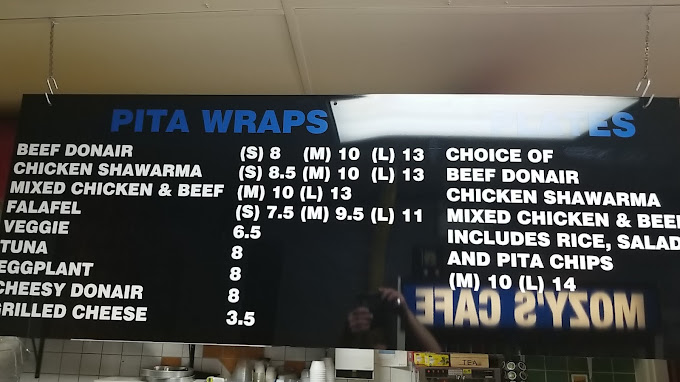 PITA WRAPS
BEEF DONAIR (S) 8 (M) 10 (L) 13
CHICKEN SHAWARMA (S) 8.5 (M) 10 (L) 13
MIXED CHICKEN & BEEF (M) 10 (L) 13
FALAFEL (S) 7.5 (M) 9.5 (L) 11
VEGGIE 6.5
TUNA 8
EGGPLANT 8
CHEESY DONAIR 8
GRILLED CHEESE 3.5
CHOICE OF
BEEF DONAIR
CHICKEN SHAWARMA
MIXED CHICKEN & BEEF
INCLUDES RICE, SALAD
AND PITA CHIPS
(M) 10 (L) 14
MOZY'S CAFE